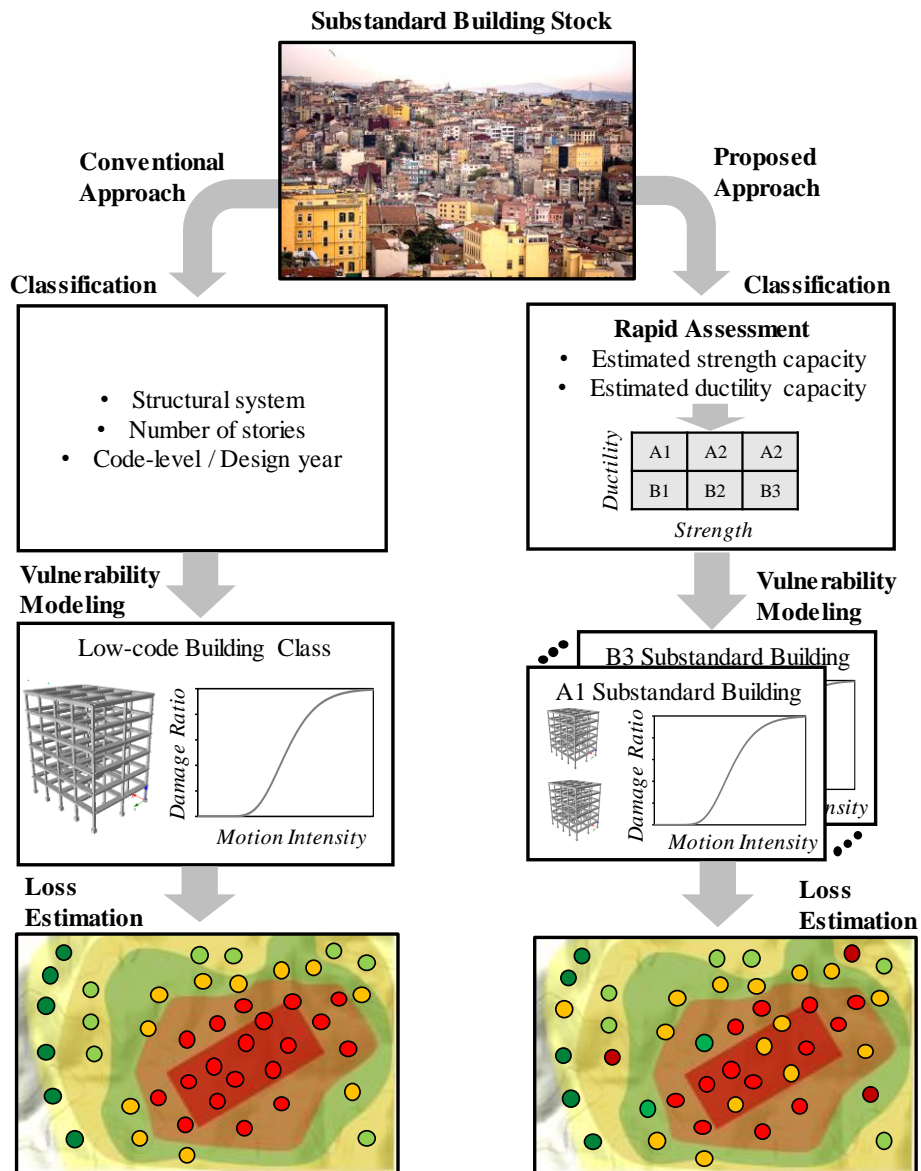 Substandard Building Stock
Conventional
Approach
Proposed
Approach
Classification
Classification
• Structural system
• Number of stories
• Code-level / Design year
Rapid Assessment
• Estimated strength capacity
• Estimated ductility capacity
Ductility
A1 A2 A2
B1 B2 B3
Strength
Vulnerability
Modeling
Vulnerability
Modeling
Low-code Building Class
Damage Ratio
Motion Intensity
B3 Substandard Building
A1 Substandard Building
Damage Ratio
Motion Intensity
nsity
Loss
Estimation
Loss
Estimation